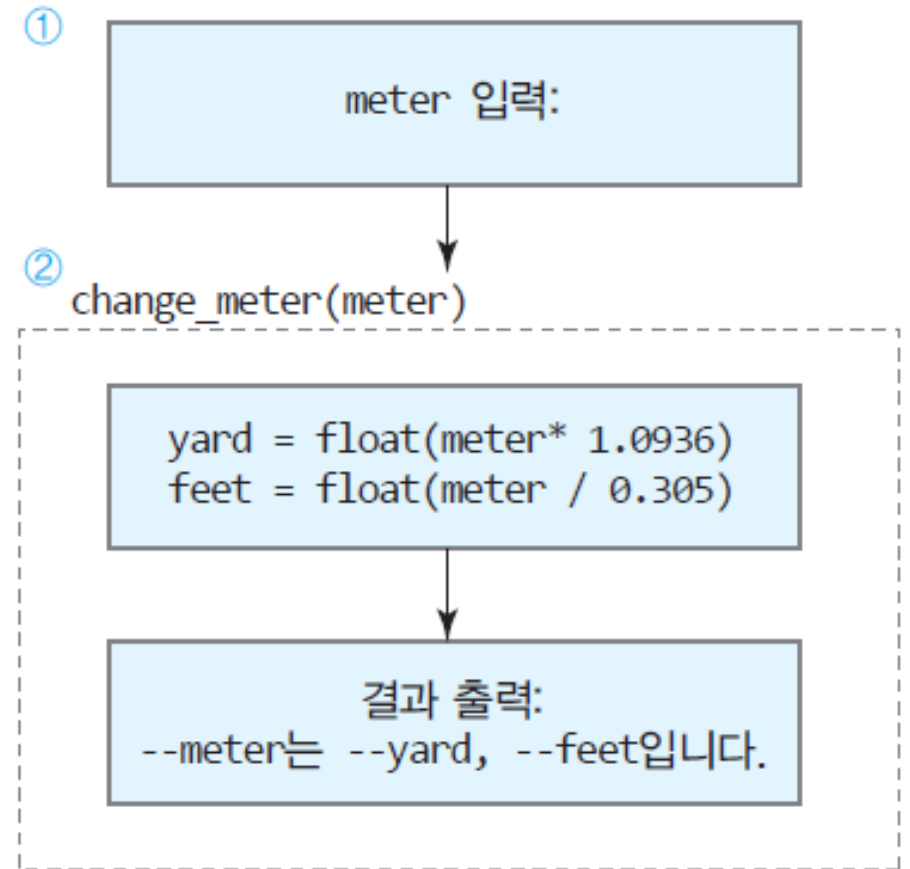 ①
meter 입력:
②
change_meter(meter)
yard = float(meter* 1.0936)
feet = float(meter / 0.305)
결과 출력:
--meter는 --yard, --feet입니다.